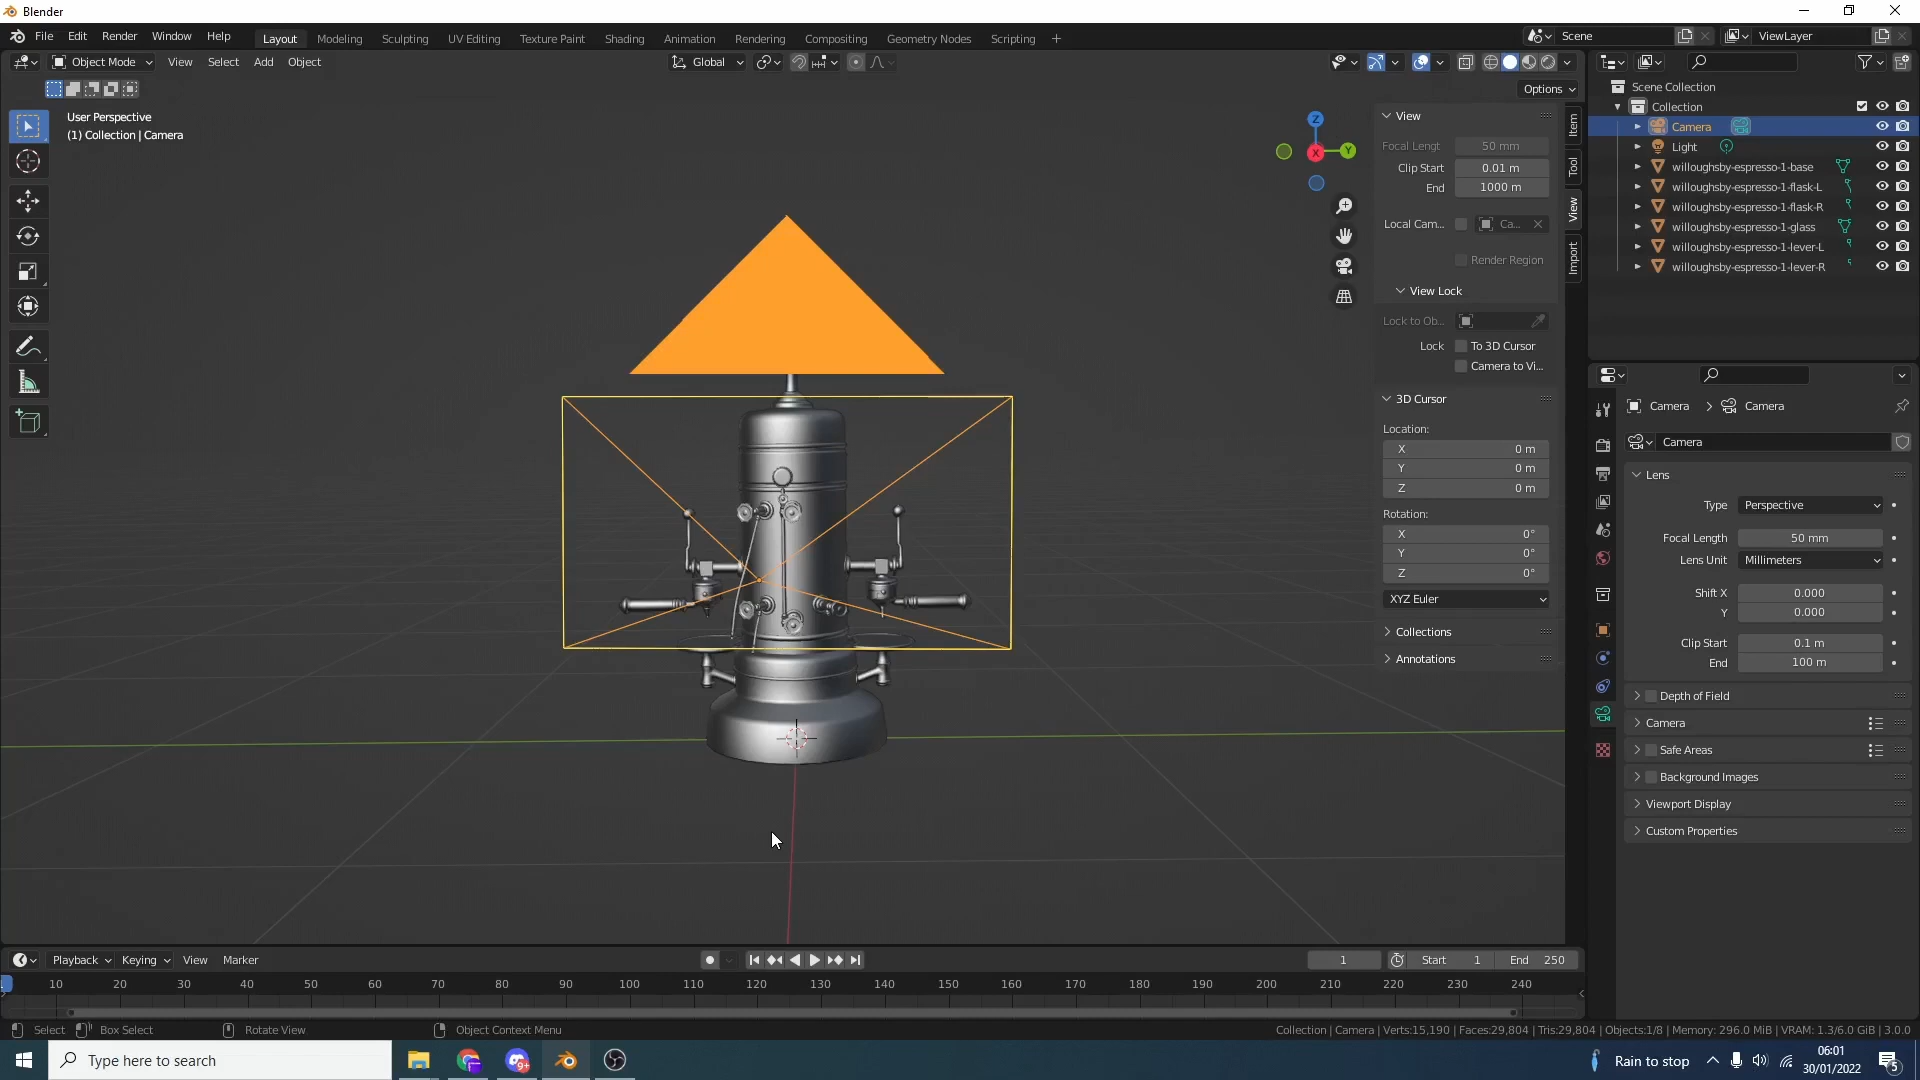 Blender
File Edit Render Window Help Layout Modeling Sculpting UV Editing Texture Paint Shading Animation Rendering Compositing Geometry Nodes Scripting + Scene ViewLayer
Object Mode View Select Add Object Global
Options
User Perspective
(1) Collection | Camera
Z
X
Y
View
Focal Lengt 50 mm
Clip Start 0.01 m
End 1000 m
Local Cam... Ca...
Render Region
View Lock
Lock to Ob...
Lock To 3D Cursor
Camera to Vi...
3D Cursor
Location:
X 0 m
Y 0 m
Z 0 m
Rotation:
X 0°
Y 0°
Z 0°
XYZ Euler
Collections
Annotations
Item
Tool
View
Import
Scene Collection
Collection
Camera
Light
willoughsby-espresso-1-base
willoughsby-espresso-1-flask-L
willoughsby-espresso-1-flask-R
willoughsby-espresso-1-glass
willoughsby-espresso-1-lever-L
willoughsby-espresso-1-lever-R
Camera > Camera
Camera
Lens
Type Perspective
Focal Length 50 mm
Lens Unit Millimeters
Shift X 0.000
Y 0.000
Clip Start 0.1 m
End 100 m
Depth of Field
Camera
Safe Areas
Background Images
Viewport Display
Custom Properties
Playback Keying View Marker 1 Start 1 End 250
10 20 30 40 50 60 70 80 90 100 110 120 130 140 150 160 170 180 190 200 210 220 230 240
Select Box Select Rotate View Object Context Menu Collection | Camera | Verts:15,190 | Faces:29,804 | Tris:29,804 | Objects:1/8 | Memory: 296.0 MiB | VRAM: 1.3/6.0 GiB | 3.0.0
Type here to search 9+ Rain to stop 06:01
30/01/2022 5